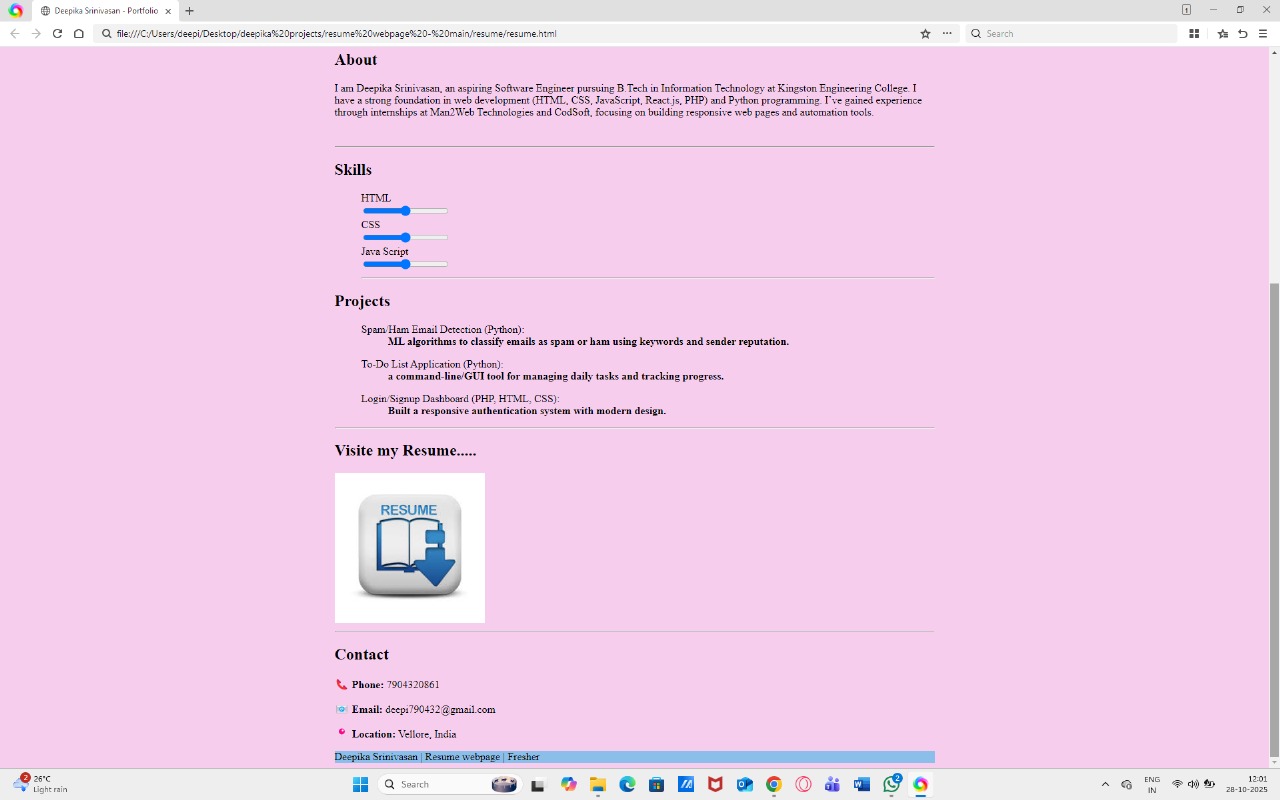 Deepika Srinivasan - Portfolio
1
file:///C:/Users/deepi/Desktop/deepika%20projects/resume%20webpage%20-%20main/resume/resume.html
Search
About
I am Deepika Srinivasan, an aspiring Software Engineer pursuing B.Tech in Information Technology at Kingston Engineering College. I
have a strong foundation in web development (HTML, CSS, JavaScript, React.js, PHP) and Python programming. I've gained experience
through internships at Man2Web Technologies and CodSoft, focusing on building responsive web pages and automation tools.
Skills
HTML
CSS
Java Script
Projects
Spam/Ham Email Detection (Python):
ML algorithms to classify emails as spam or ham using keywords and sender reputation.
To-Do List Application (Python):
a command-line/GUI tool for managing daily tasks and tracking progress.
Login/Signup Dashboard (PHP, HTML, CSS):
Built a responsive authentication system with modern design.
Visite my Resume.....
RESUME
Contact
Phone: 7904320861
Email: deepi790432@gmail.com
Location: Vellore, India
Deepika Srinivasan | Resume webpage | Fresher
2
26°C
Light rain
Search
2
ENG
IN
12:01
28-10-2025